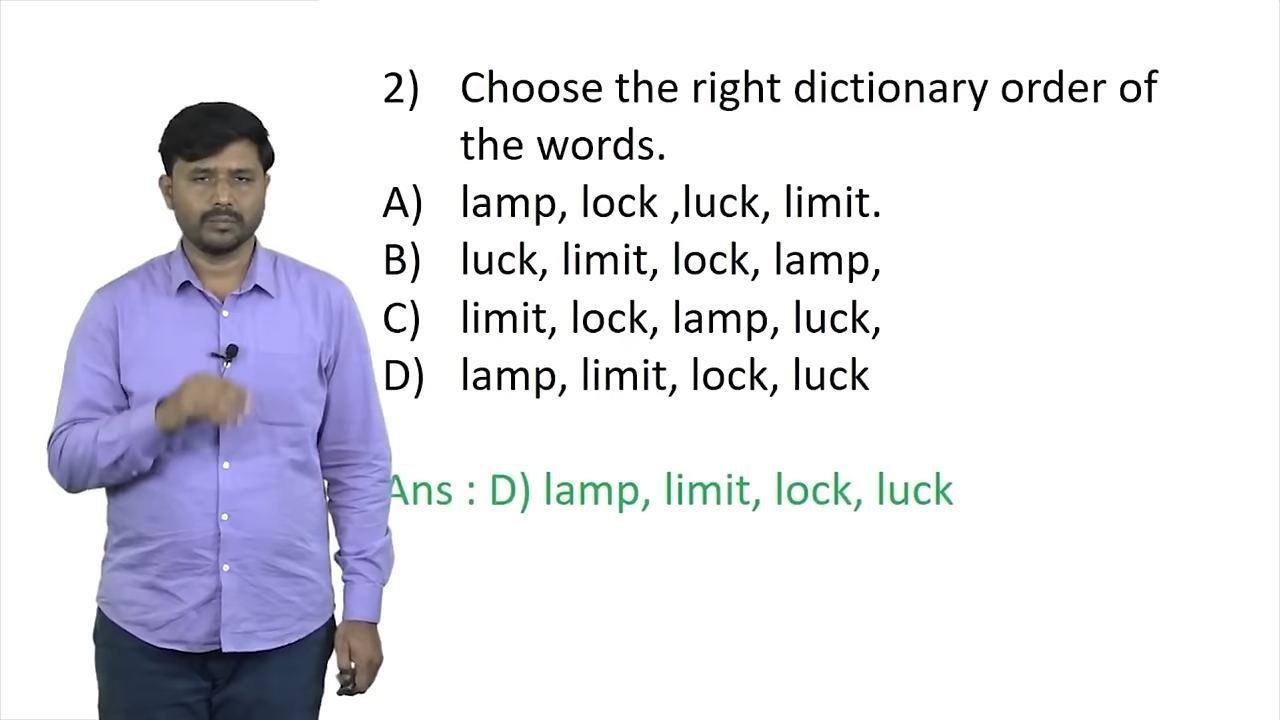 2) Choose the right dictionary order of
the words.
A) lamp, lock ,luck, limit.
B) luck, limit, lock, lamp,
C) limit, lock, lamp, luck,
D) lamp, limit, lock, luck
Ans : D) lamp, limit, lock, luck